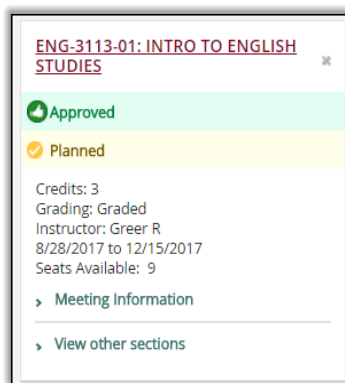 ENG-3113-01: INTRO TO ENGLISH
STUDIES
Approved
Planned
Credits: 3
Grading: Graded
Instructor: Greer R
8/28/2017 to 12/15/2017
Seats Available: 9
Meeting Information
View other sections